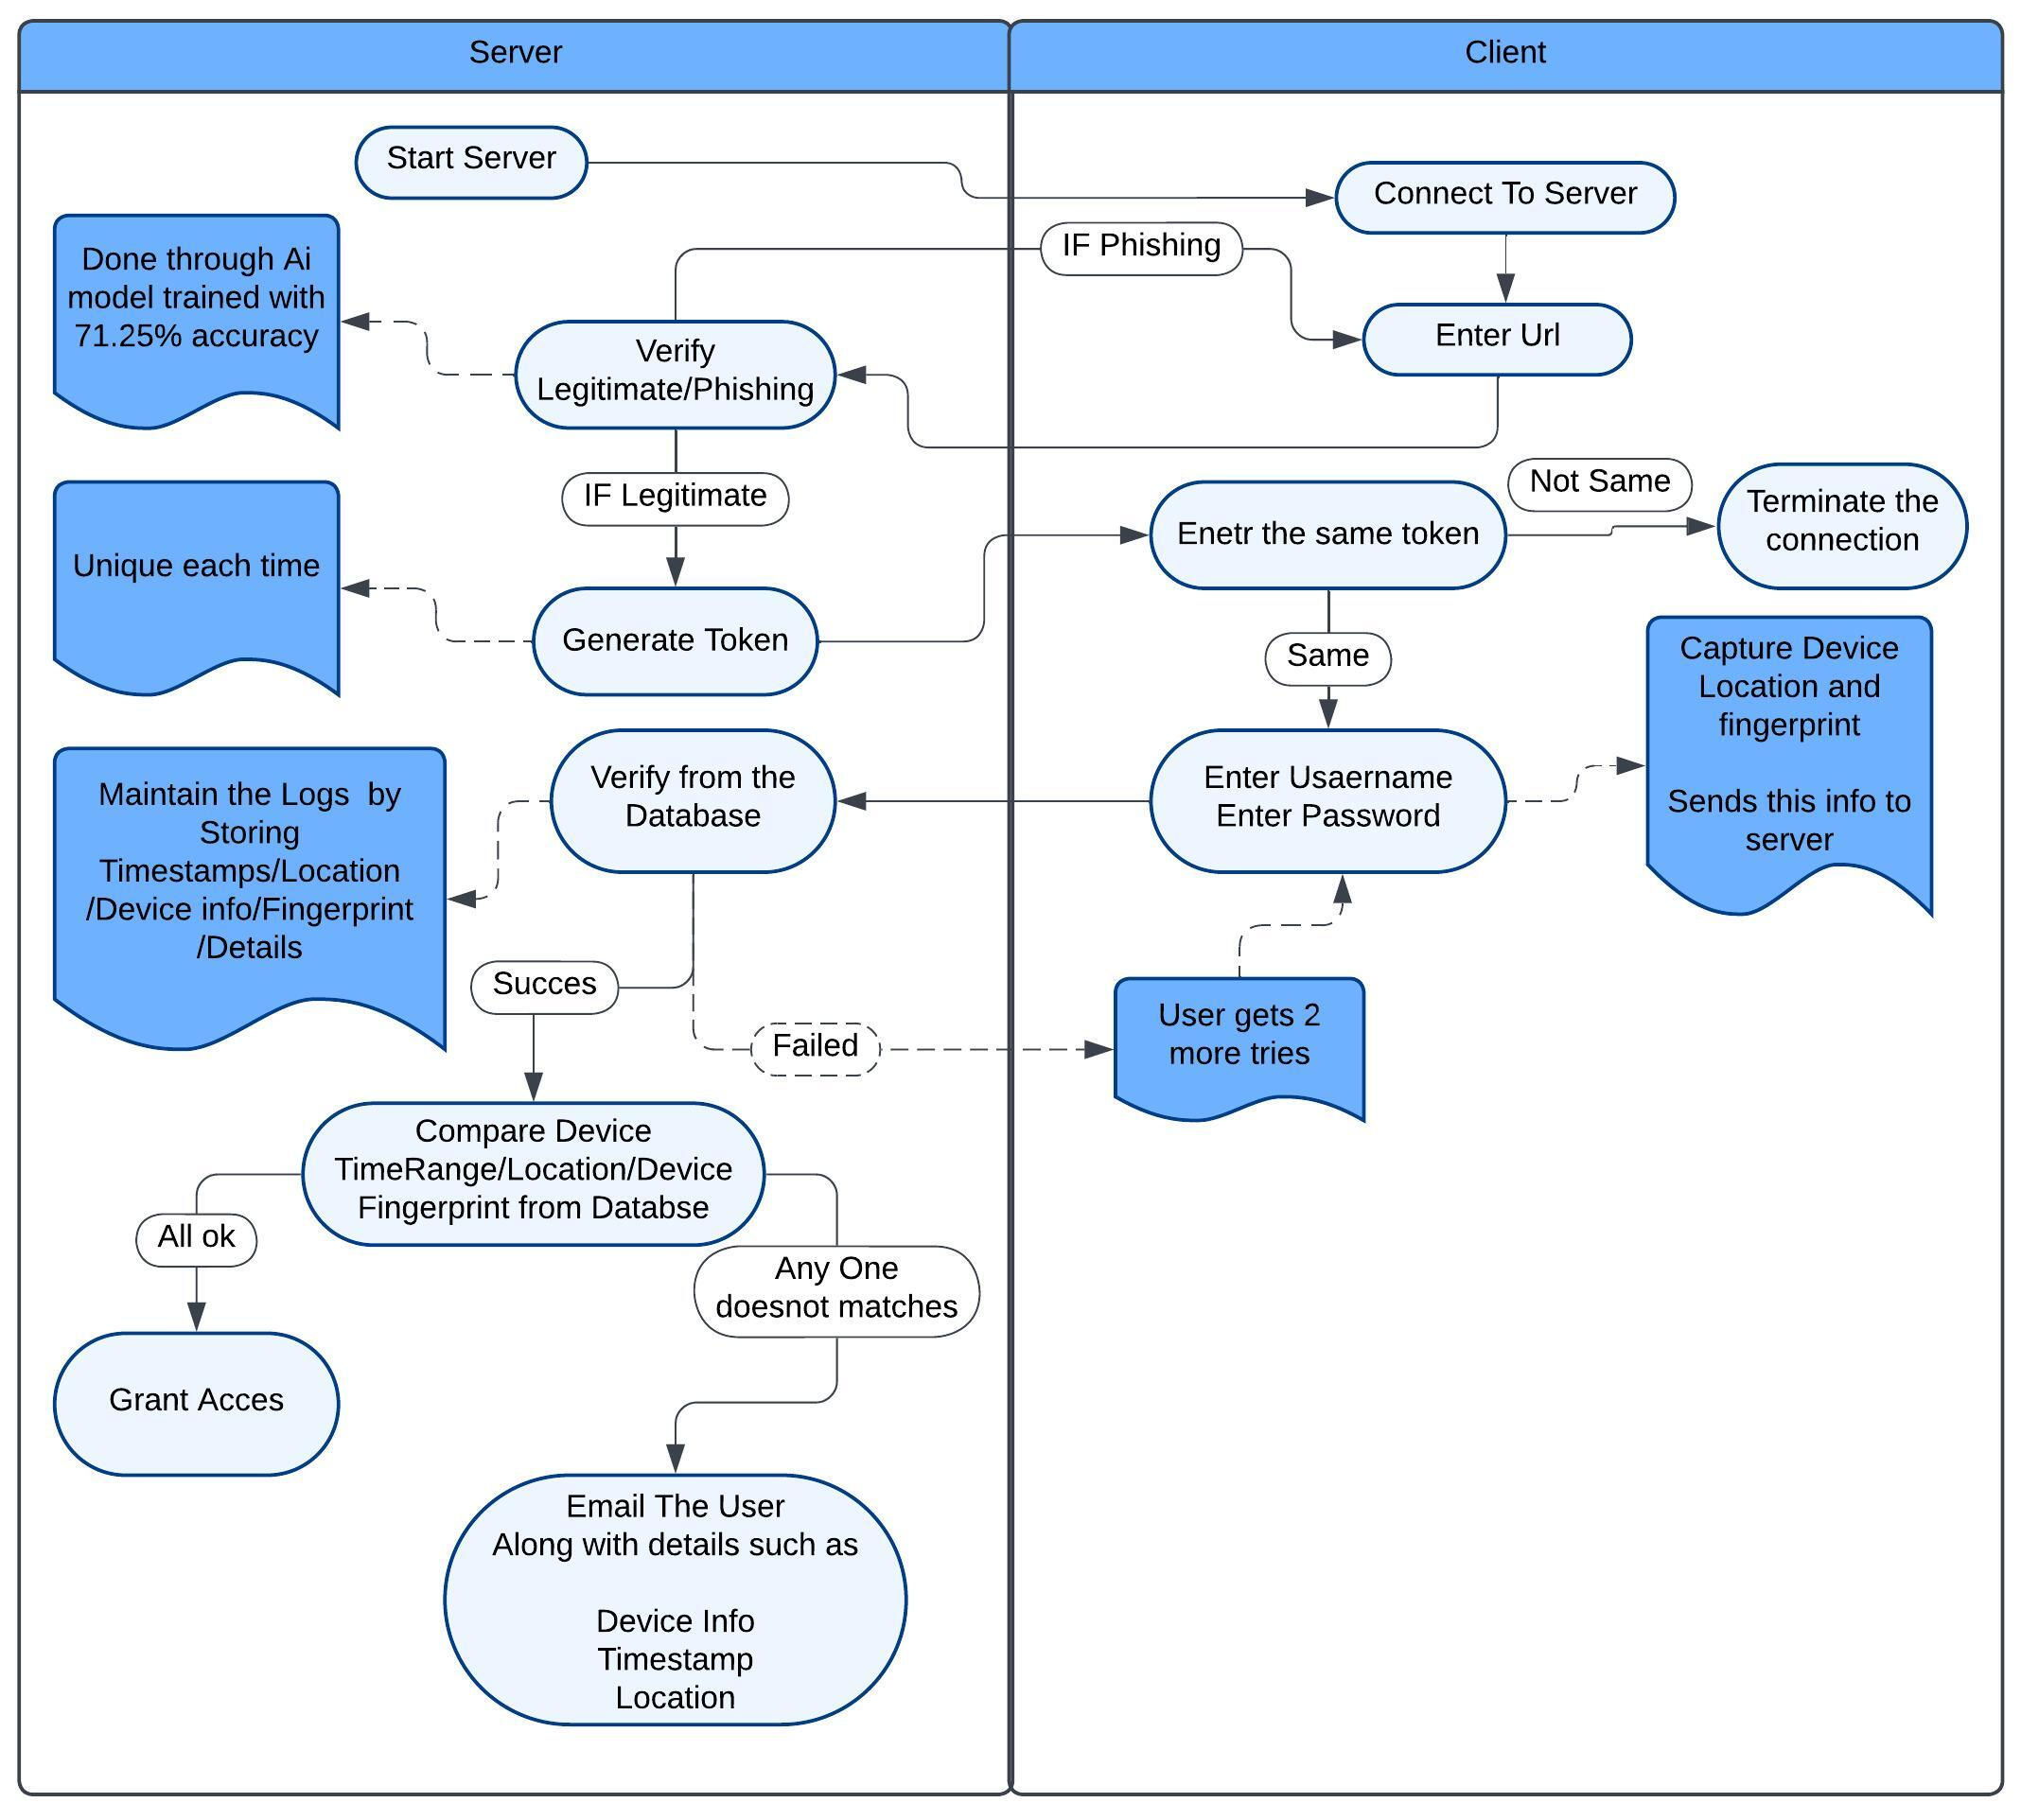 Server
Client
Start Server
Connect To Server
IF Phishing
Done through Ai
model trained with
71.25% accuracy
Verify
Legitimate/Phishing
Enter Url
IF Legitimate
Not Same
Terminate the
connection
Enetr the same token
Unique each time
Generate Token
Same
Capture Device
Location and
fingerprint
Sends this info to
server
Maintain the Logs  by
Storing
Timestamps/Location
/Device info/Fingerprint
/Details
Verify from the
Database
Enter Usaername
Enter Password
Succes
Failed
User gets 2
more tries
Compare Device
TimeRange/Location/Device
Fingerprint from Databse
All ok
Any One
doesnot matches
Grant Acces
Email The User
Along with details such as
Device Info
Timestamp
Location